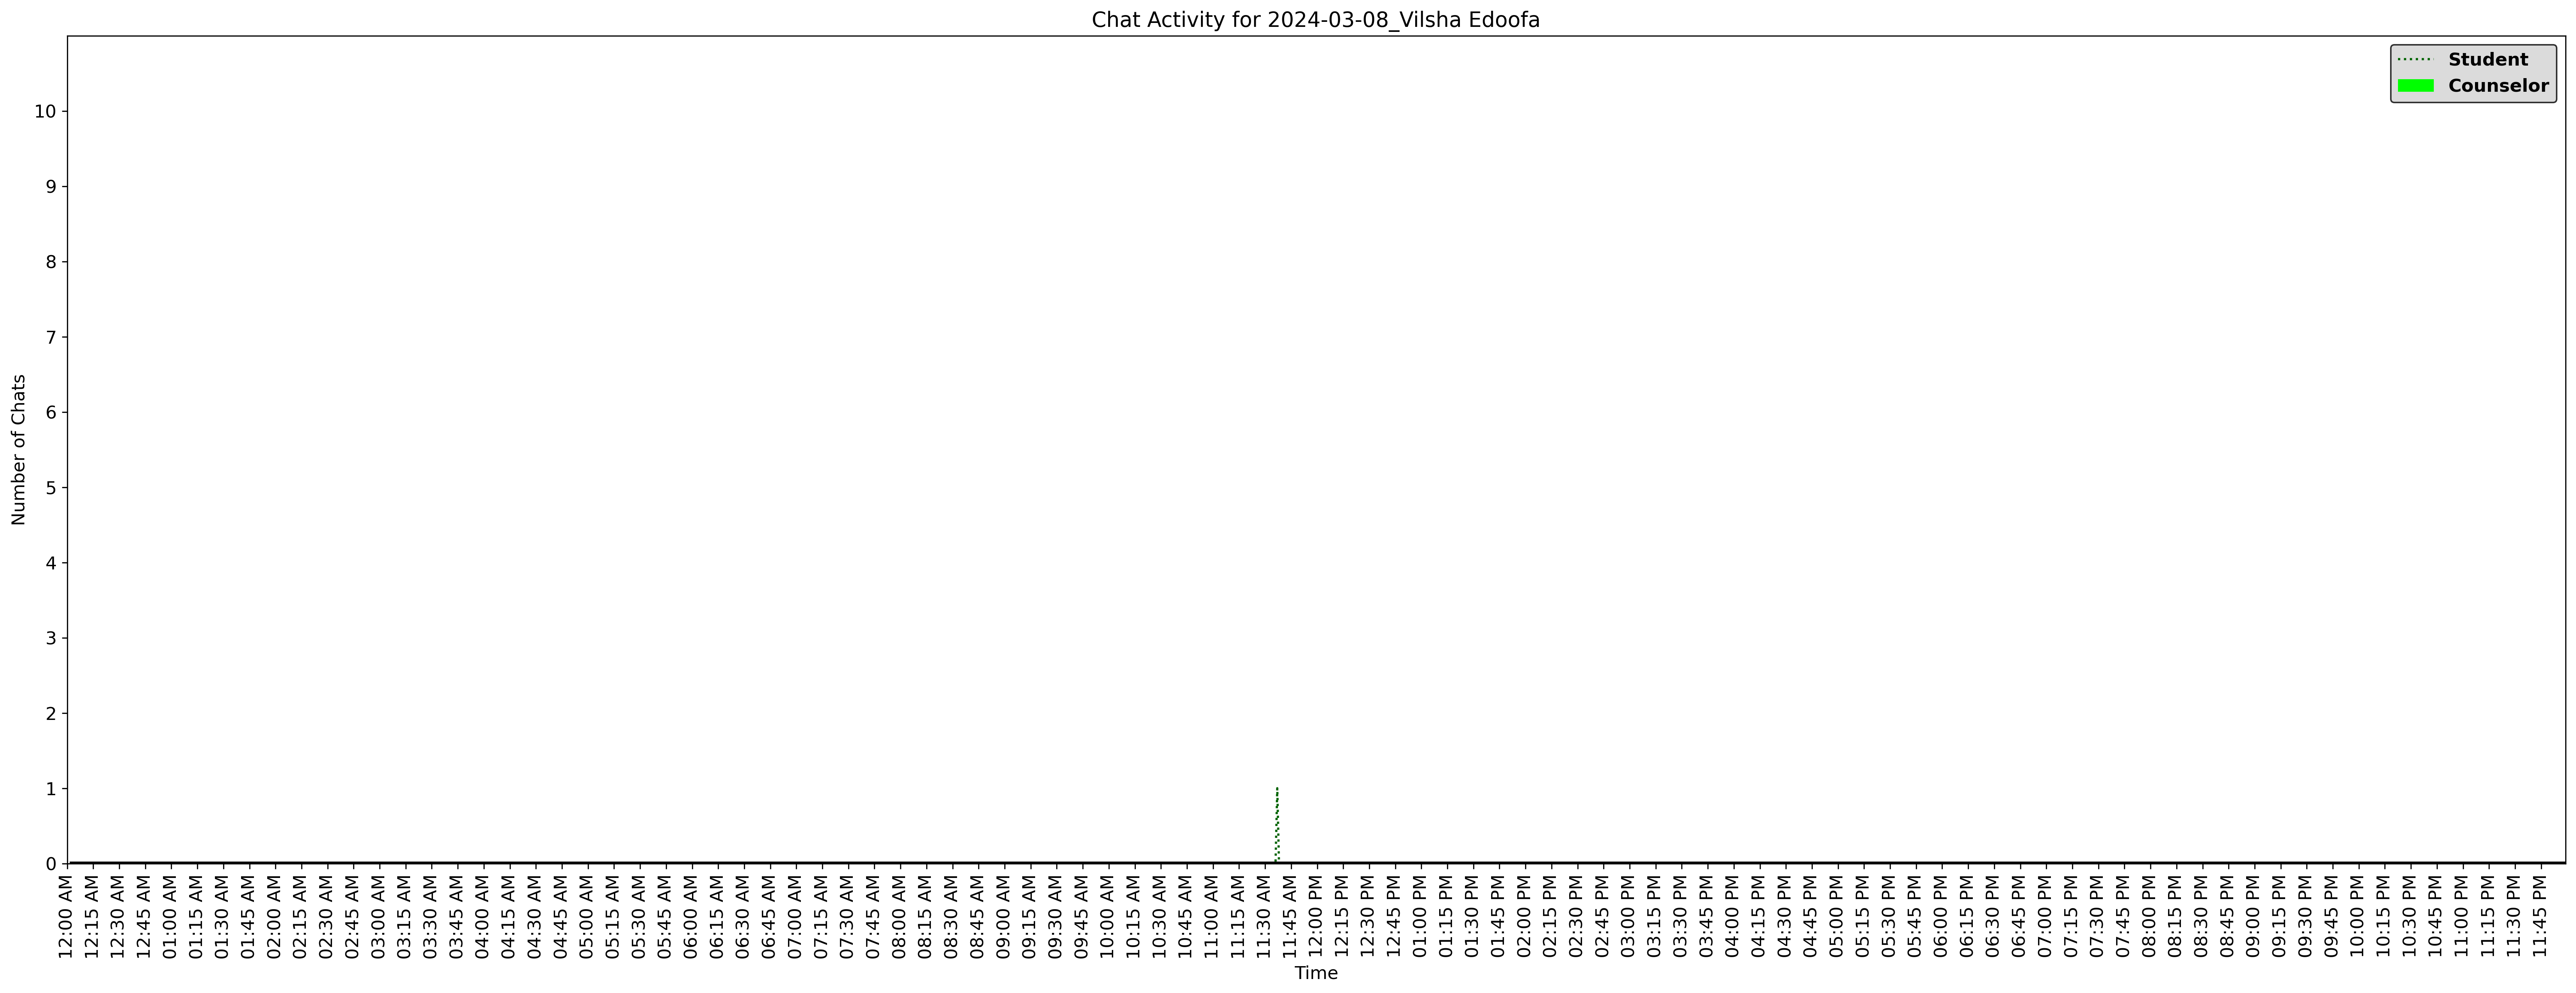 Chat Activity for 2024-03-08_Vilsha Edoofa
Student
Counselor
Number of Chats
10
9
8
7
6
5
4
3
2
1
0
12:00 AM
12:15 AM
12:30 AM
12:45 AM
01:00 AM
01:15 AM
01:30 AM
01:45 AM
02:00 AM
02:15 AM
02:30 AM
02:45 AM
03:00 AM
03:15 AM
03:30 AM
03:45 AM
04:00 AM
04:15 AM
04:30 AM
04:45 AM
05:00 AM
05:15 AM
05:30 AM
05:45 AM
06:00 AM
06:15 AM
06:30 AM
06:45 AM
07:00 AM
07:15 AM
07:30 AM
07:45 AM
08:00 AM
08:15 AM
08:30 AM
08:45 AM
09:00 AM
09:15 AM
09:30 AM
09:45 AM
10:00 AM
10:15 AM
10:30 AM
10:45 AM
11:00 AM
11:15 AM
11:30 AM
11:45 AM
12:00 PM
12:15 PM
12:30 PM
12:45 PM
01:00 PM
01:15 PM
01:30 PM
01:45 PM
02:00 PM
02:15 PM
02:30 PM
02:45 PM
03:00 PM
03:15 PM
03:30 PM
03:45 PM
04:00 PM
04:15 PM
04:30 PM
04:45 PM
05:00 PM
05:15 PM
05:30 PM
05:45 PM
06:00 PM
06:15 PM
06:30 PM
06:45 PM
07:00 PM
07:15 PM
07:30 PM
07:45 PM
08:00 PM
08:15 PM
08:30 PM
08:45 PM
09:00 PM
09:15 PM
09:30 PM
09:45 PM
10:00 PM
10:15 PM
10:30 PM
10:45 PM
11:00 PM
11:15 PM
11:30 PM
11:45 PM
Time